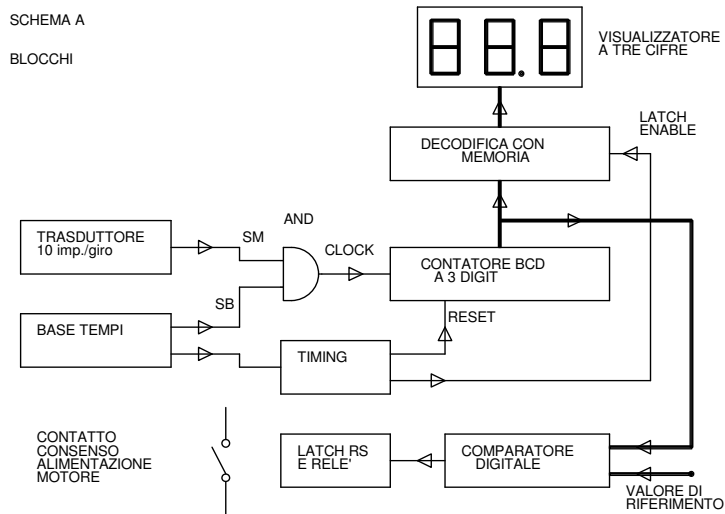 SCHEMA A
BLOCCHI
VISUALIZZATORE
A TRE CIFRE
LATCH
ENABLE
DECODIFICA CON
MEMORIA
AND
TRASDUTTORE
10 imp./giro
SM
CLOCK
CONTATORE BCD
A 3 DIGIT
SB
RESET
BASE TEMPI
TIMING
CONTATTO
CONSENSO
ALIMENTAZIONE
MOTORE
LATCH RS
E RELE'
COMPARATORE
DIGITALE
VALORE DI
RIFERIMENTO